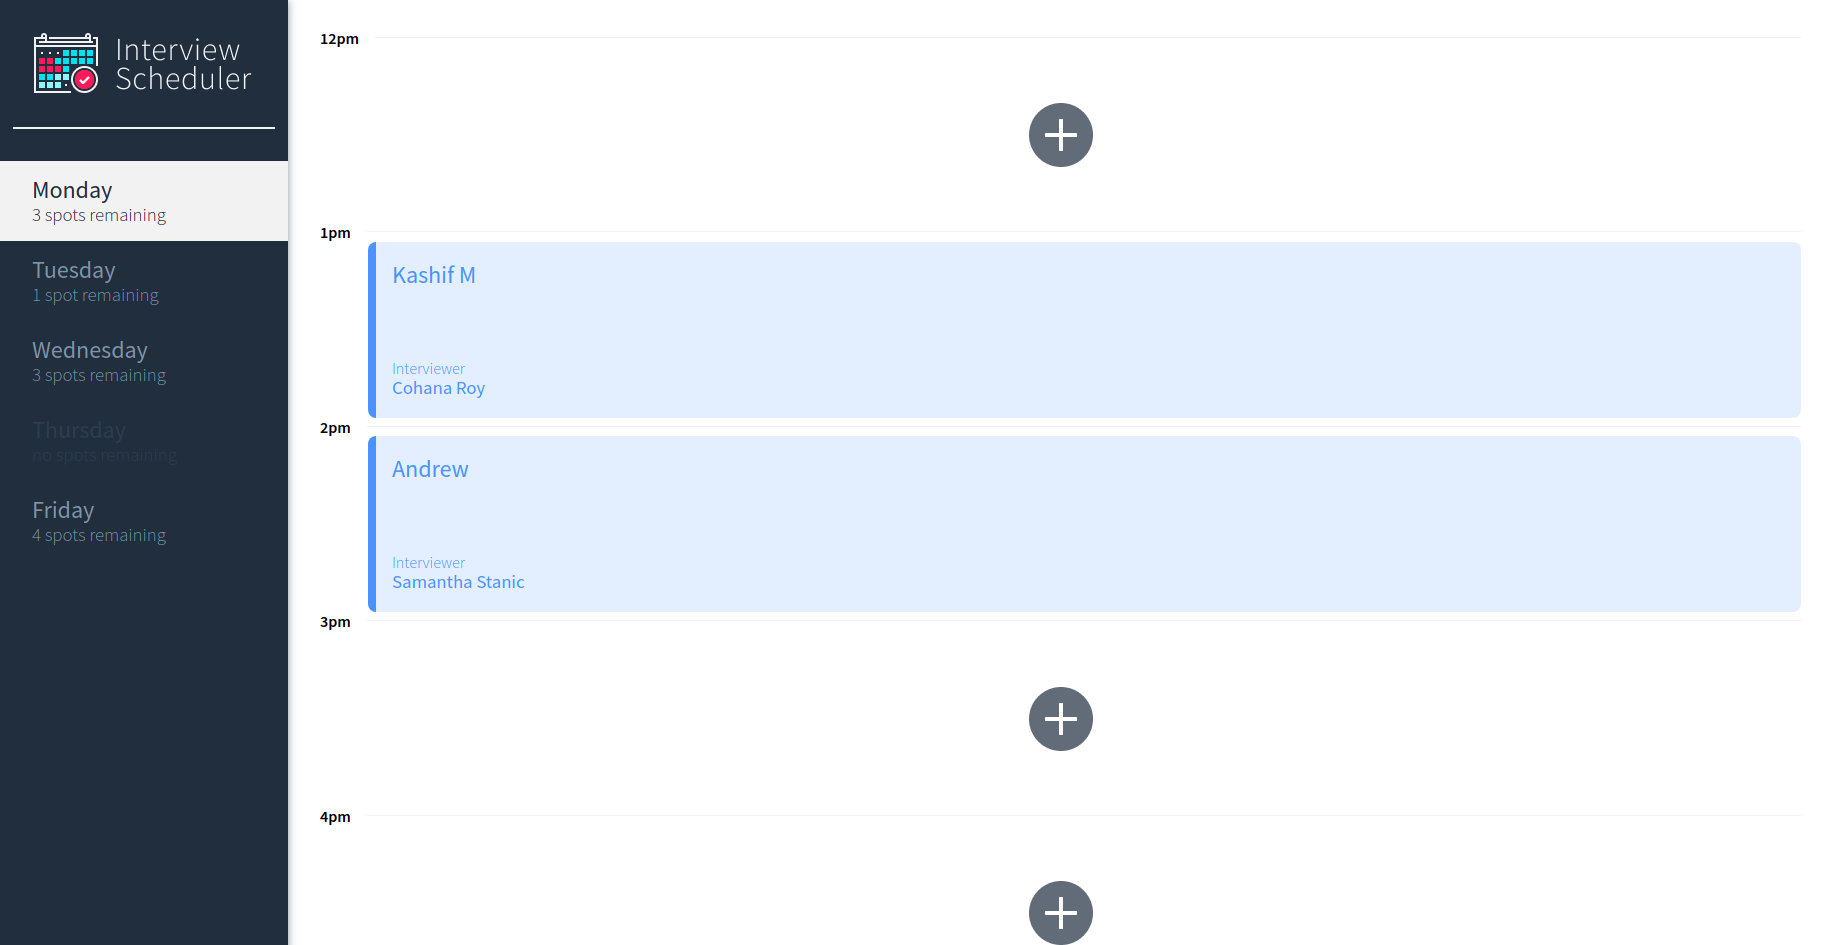 Interview
Scheduler
Monday
3 spots remaining
Tuesday
1 spot remaining
Wednesday
3 spots remaining
Thursday
no spots remaining
Friday
4 spots remaining
12pm
1pm
Kashif M
Interviewer
Cohana Roy
2pm
Andrew
Interviewer
Samantha Stanic
3pm
4pm